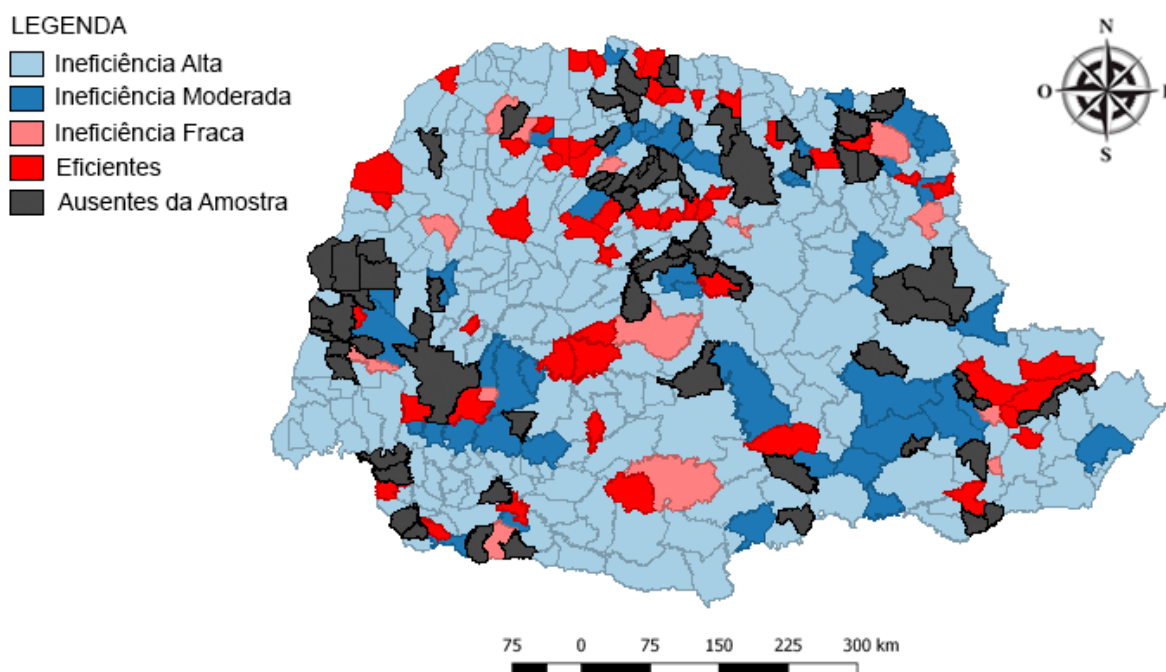 LEGENDA
Ineficiência Alta
Ineficiência Moderada
Ineficiência Fraca
Eficientes
Ausentes da Amostra
N
O
S
75 0 75 150 225 300 km